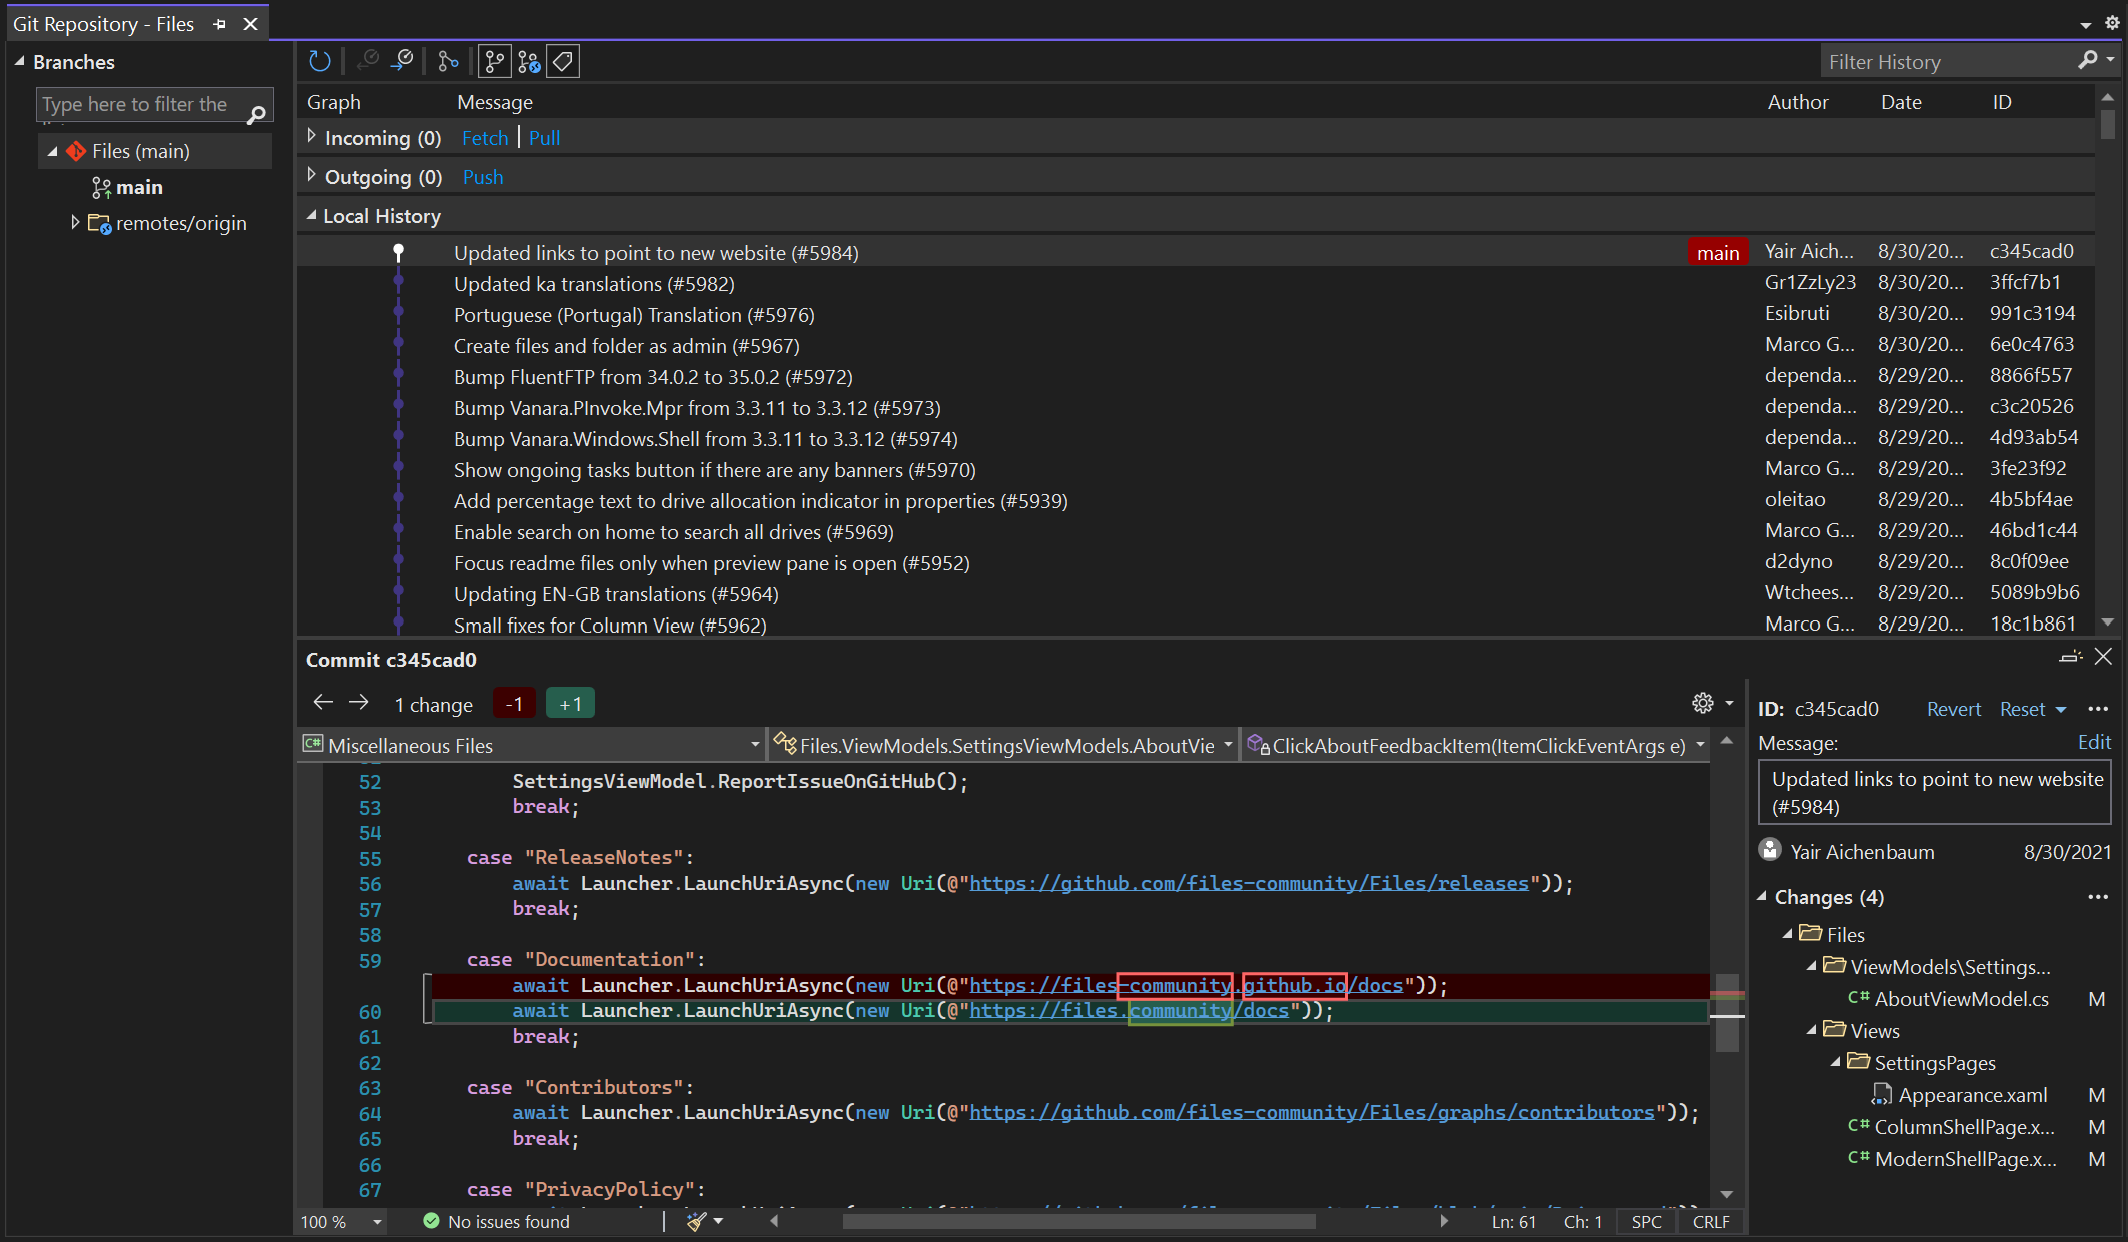 Git Repository - Files
Branches
Type here to filter the
Files (main)
main
remotes/origin
Filter History
Graph Message Author Date ID
Incoming (0) Fetch | Pull
Outgoing (0) Push
Local History
Updated links to point to new website (#5984) main Yair Aich... 8/30/20... c345cad0
Updated ka translations (#5982) Gr1ZzLy23 8/30/20... 3ffcf7b1
Portuguese (Portugal) Translation (#5976) Esibruti 8/30/20... 991c3194
Create files and folder as admin (#5967) Marco G... 8/30/20... 6e0c4763
Bump FluentFTP from 34.0.2 to 35.0.2 (#5972) dependa... 8/29/20... 8866f557
Bump Vanara.PInvoke.Mpr from 3.3.11 to 3.3.12 (#5973) dependa... 8/29/20... c3c20526
Bump Vanara.Windows.Shell from 3.3.11 to 3.3.12 (#5974) dependa... 8/29/20... 4d93ab54
Show ongoing tasks button if there are any banners (#5970) Marco G... 8/29/20... 3fe23f92
Add percentage text to drive allocation indicator in properties (#5939) oleitao 8/29/20... 4b5bf4ae
Enable search on home to search all drives (#5969) Marco G... 8/29/20... 46bd1c44
Focus readme files only when preview pane is open (#5952) d2dyno 8/29/20... 8c0f09ee
Updating EN-GB translations (#5964) Wtchees... 8/29/20... 5089b9b6
Small fixes for Column View (#5962) Marco G... 8/29/20... 18c1b861
Commit c345cad0
1 change -1 +1
C# Miscellaneous Files Files.ViewModels.SettingsViewModels.AboutVie ClickAboutFeedbackItem(ItemClickEventArgs e)
52 SettingsViewModel.ReportIssueOnGitHub();
53 break;
54
55 case "ReleaseNotes":
56 await Launcher.LaunchUriAsync(new Uri(@"https://github.com/files-community/Files/releases"));
57 break;
58
59 case "Documentation":
await Launcher.LaunchUriAsync(new Uri(@"https://files-community.github.io/docs"));
60 await Launcher.LaunchUriAsync(new Uri(@"https://files.community/docs"));
61 break;
62
63 case "Contributors":
64 await Launcher.LaunchUriAsync(new Uri(@"https://github.com/files-community/Files/graphs/contributors"));
65 break;
66
67 case "PrivacyPolicy":
100 % No issues found Ln: 61 Ch: 1 SPC CRLF
ID: c345cad0 Revert Reset
Message: Edit
Updated links to point to new website
(#5984)
Yair Aichenbaum 8/30/2021
Changes (4)
Files
ViewModels\Settings...
C# AboutViewModel.cs M
Views
SettingsPages
Appearance.xaml M
C# ColumnShellPage.x... M
C# ModernShellPage.x... M